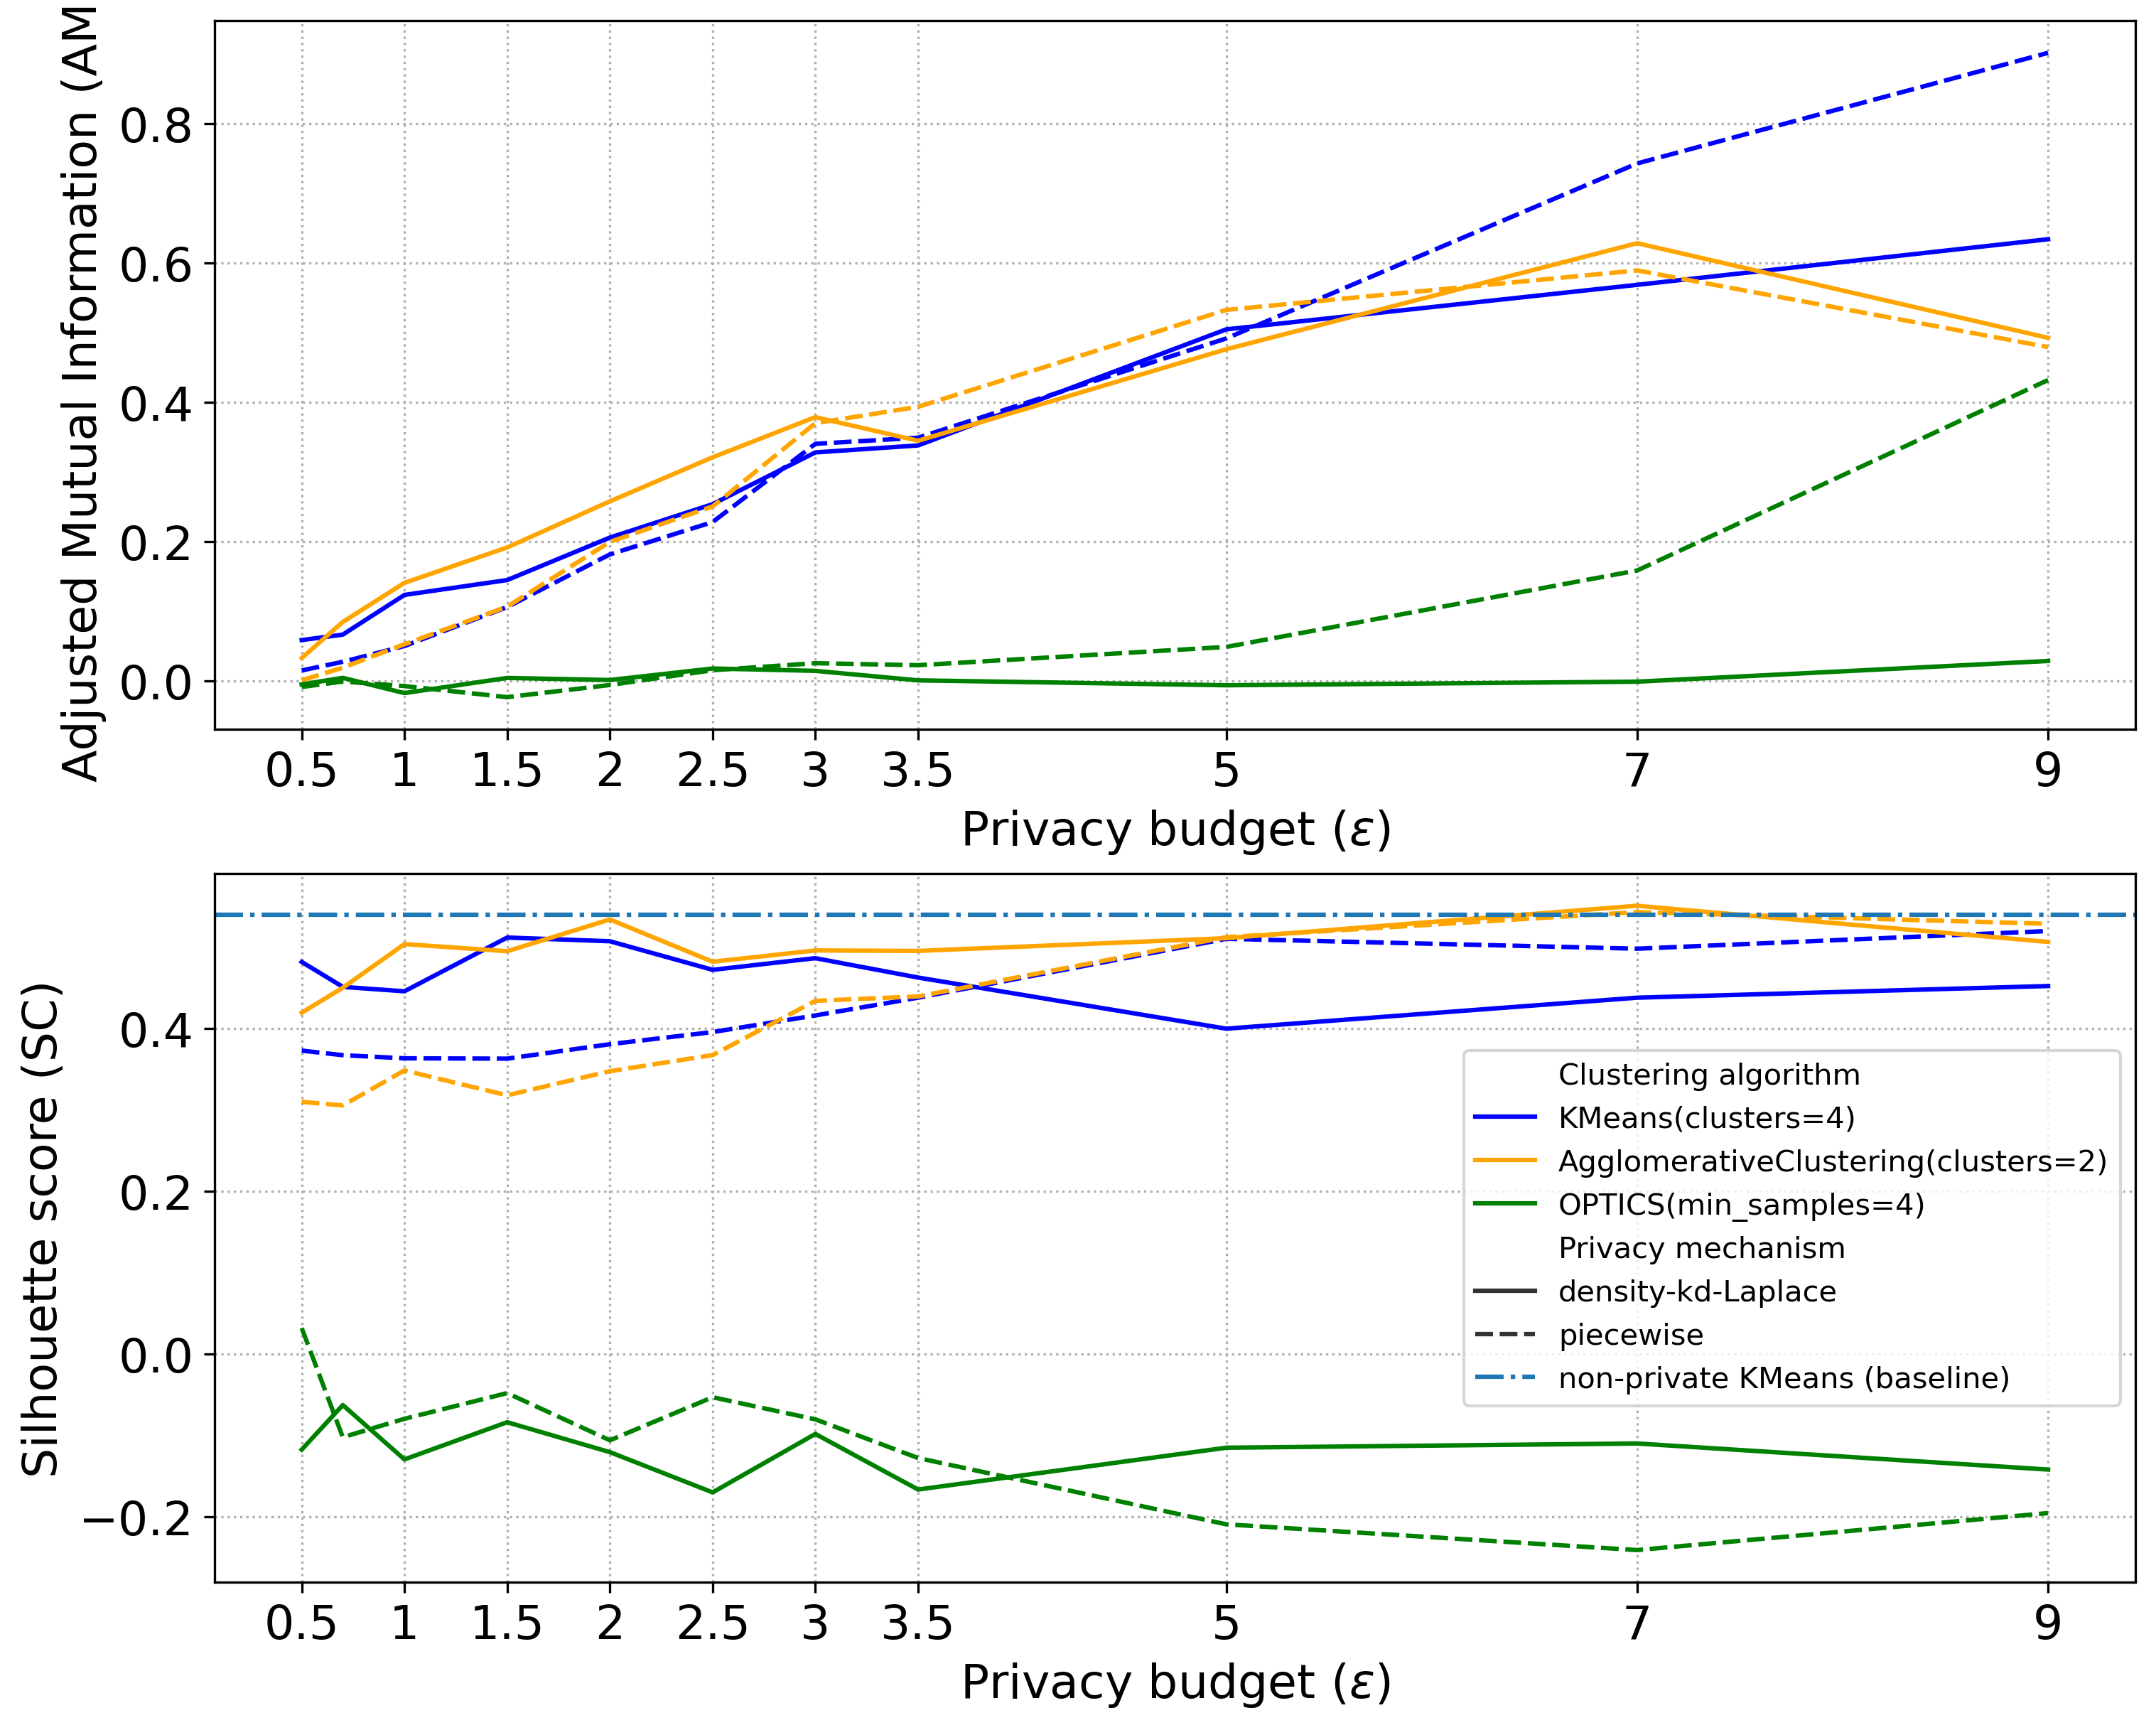 Adjusted Mutual Information (AM
0.8
0.6
0.4
0.2
0.0
0.5 1 1.5 2 2.5 3 3.5 5 7 9
Privacy budget (ε)
Silhouette score (SC)
0.4
0.2
0.0
−0.2
Clustering algorithm
KMeans(clusters=4)
AgglomerativeClustering(clusters=2)
OPTICS(min_samples=4)
Privacy mechanism
density-kd-Laplace
piecewise
non-private KMeans (baseline)
0.5 1 1.5 2 2.5 3 3.5 5 7 9
Privacy budget (ε)